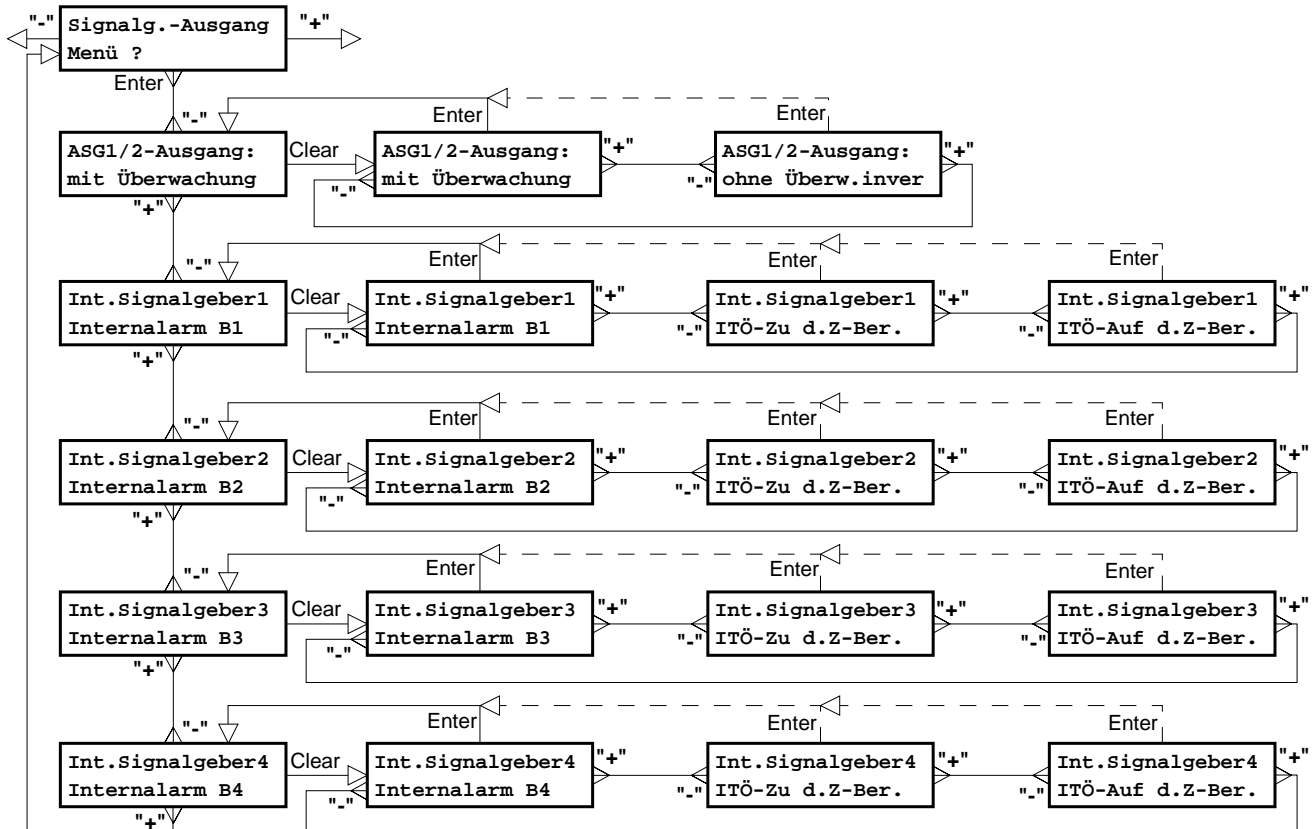 "-"
Signalg.-Ausgang
Menü ?
"+"
Enter
"-"
Enter
Enter
ASG1/2-Ausgang:
mit Überwachung
Clear
ASG1/2-Ausgang:
mit Überwachung
"+"
ASG1/2-Ausgang:
ohne Überw.inver
"+"
"-"
"-"
"+"
"-"
Enter
Enter
Enter
Int.Signalgeber1
Internalarm B1
Clear
Int.Signalgeber1
Internalarm B1
"+"
Int.Signalgeber1
ITÖ-Zu d.Z-Ber.
"+"
Int.Signalgeber1
ITÖ-Auf d.Z-Ber.
"+"
"-"
"-"
"-"
"+"
"-"
Enter
Enter
Enter
Int.Signalgeber2
Internalarm B2
Clear
Int.Signalgeber2
Internalarm B2
"+"
Int.Signalgeber2
ITÖ-Zu d.Z-Ber.
"+"
Int.Signalgeber2
ITÖ-Auf d.Z-Ber.
"+"
"-"
"-"
"-"
"+"
"-"
Enter
Enter
Enter
Int.Signalgeber3
Internalarm B3
Clear
Int.Signalgeber3
Internalarm B3
"+"
Int.Signalgeber3
ITÖ-Zu d.Z-Ber.
"+"
Int.Signalgeber3
ITÖ-Auf d.Z-Ber.
"+"
"-"
"-"
"-"
"+"
"-"
Enter
Enter
Enter
Int.Signalgeber4
Internalarm B4
Clear
Int.Signalgeber4
Internalarm B4
"+"
Int.Signalgeber4
ITÖ-Zu d.Z-Ber.
"+"
Int.Signalgeber4
ITÖ-Auf d.Z-Ber.
"+"
"-"
"-"
"-"
"+"